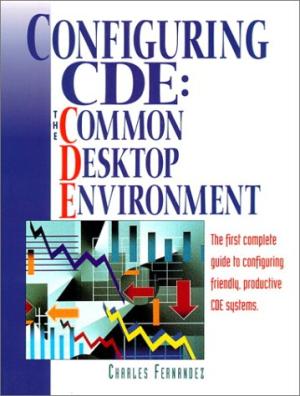 CONFIGURING
CDE:
THE COMMON
DESKTOP
ENVIRONMENT
The first complete
guide to configuring
friendly, productive
CDE systems.
CHARLES FERNANDEZ